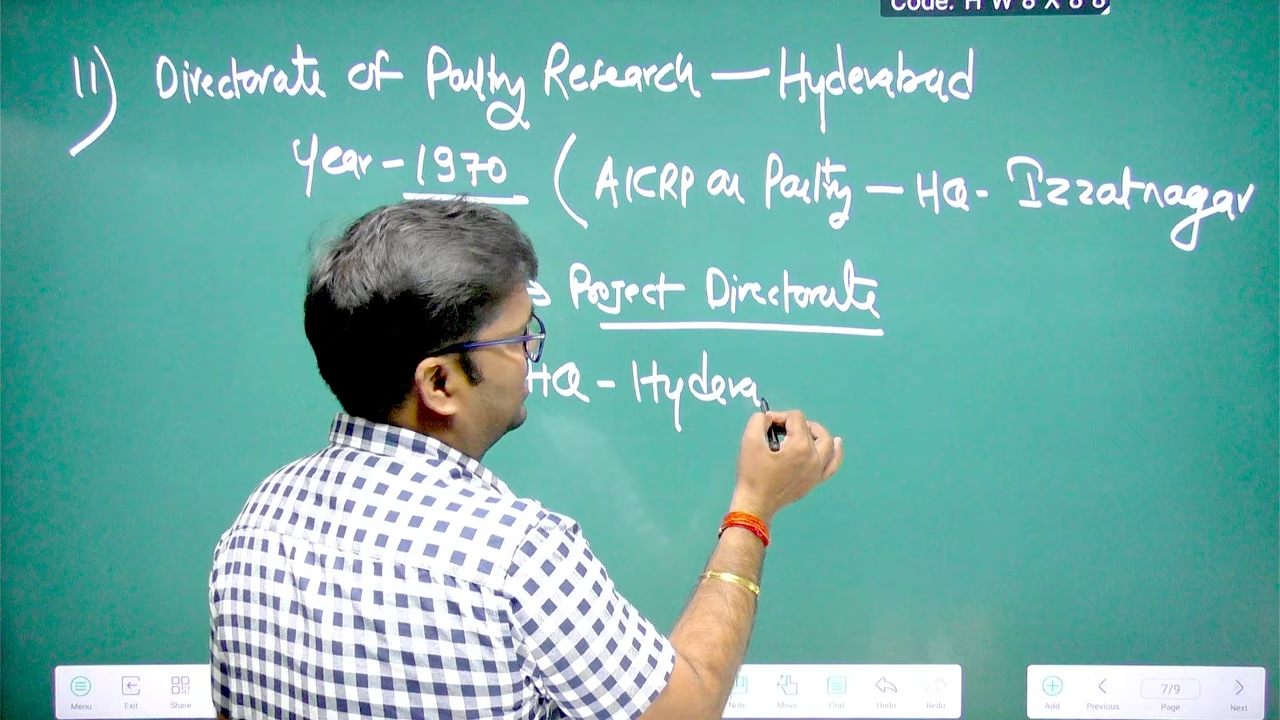 Code: H W 8 X 8 8
11) Directorate of Poultry Research — Hyderabad
Year - 1970 ( AICRP on Poultry — HQ - Izzatnagar
Project Directorate
HQ - Hydera
Menu Exit Share Note Move Grid Undo Redo Add Previous 7/9 Page Next